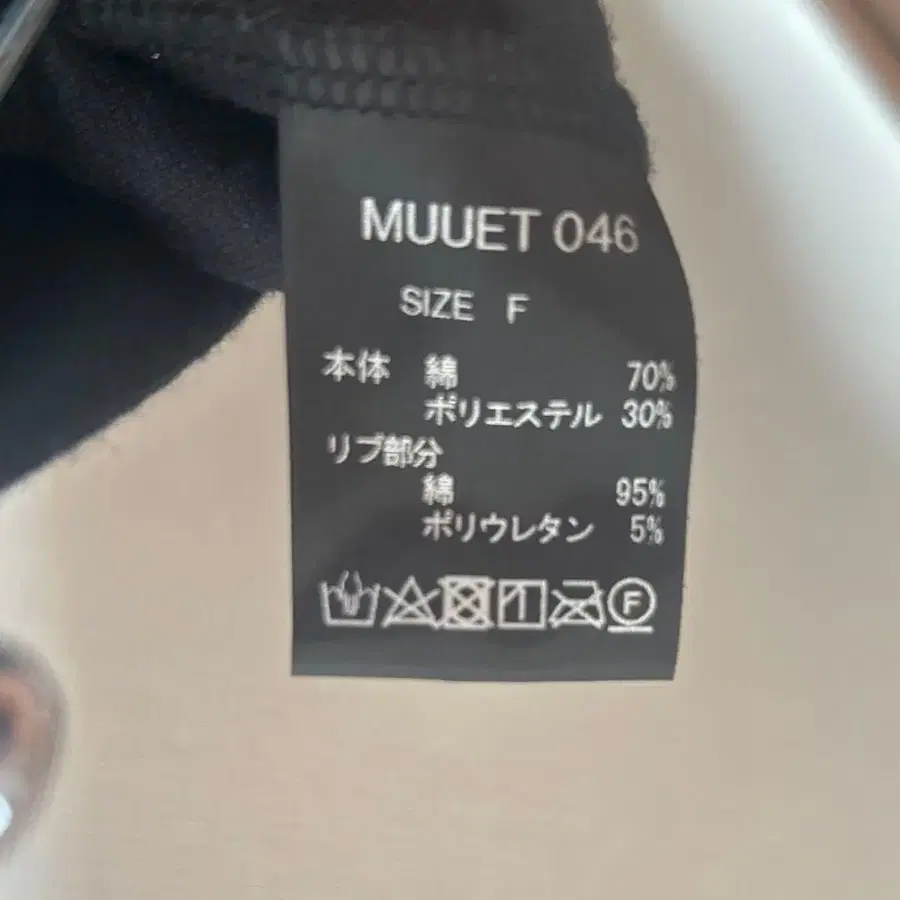 MUUET 046
SIZE F
本体 綿 70%
ポリエステル 30%
リブ部分
綿 95%
ポリウレタン 5%
F